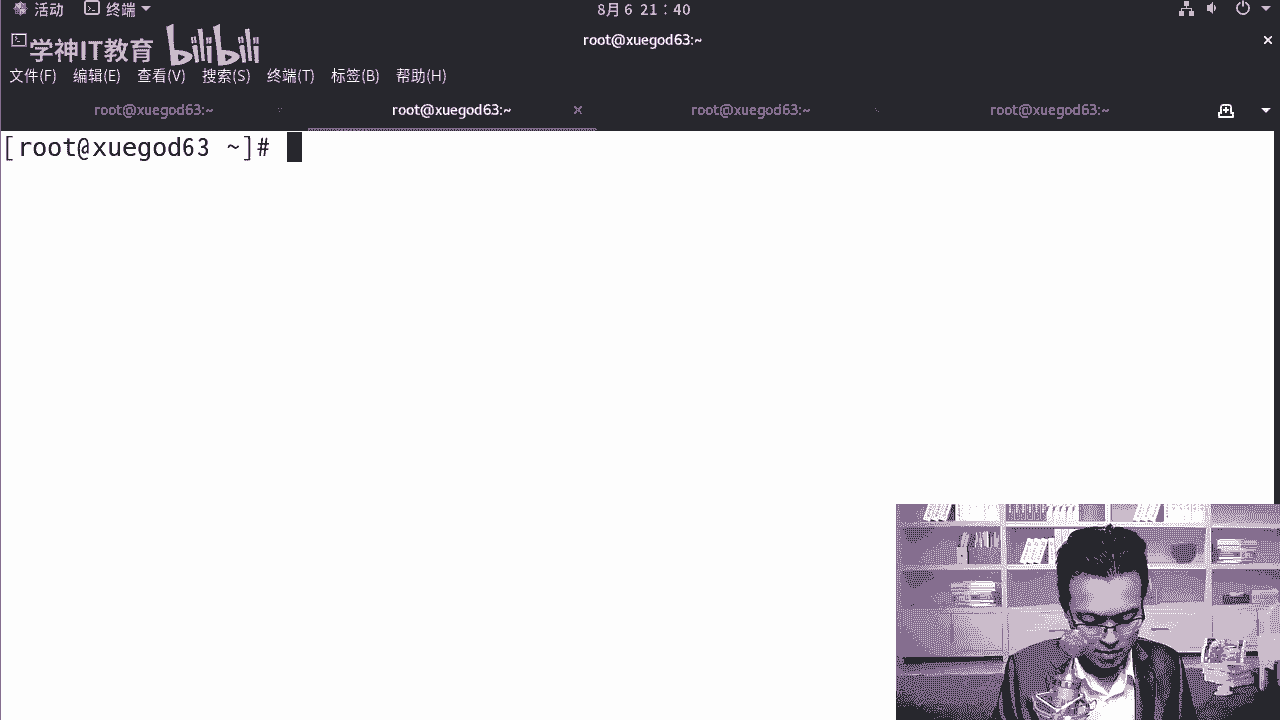 活动 终端 8月 6 21：40
学神IT教育 bilibili root@xuegod63:~
文件(F) 编辑(E) 查看(V) 搜索(S) 终端(T) 标签(B) 帮助(H)
root@xuegod63:~ root@xuegod63:~ root@xuegod63:~ root@xuegod63:~
[root@xuegod63 ~]#